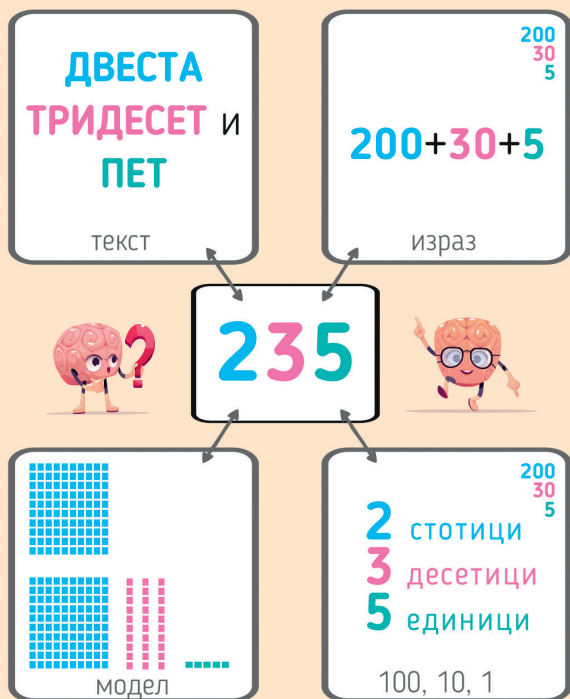 ДВЕСТА
ТРИДЕСЕТ и
ПЕТ
текст
200
30
5
200+30+5
израз
235
?
модел
200
30
5
2 стотици
3 десетици
5 единици
100, 10, 1